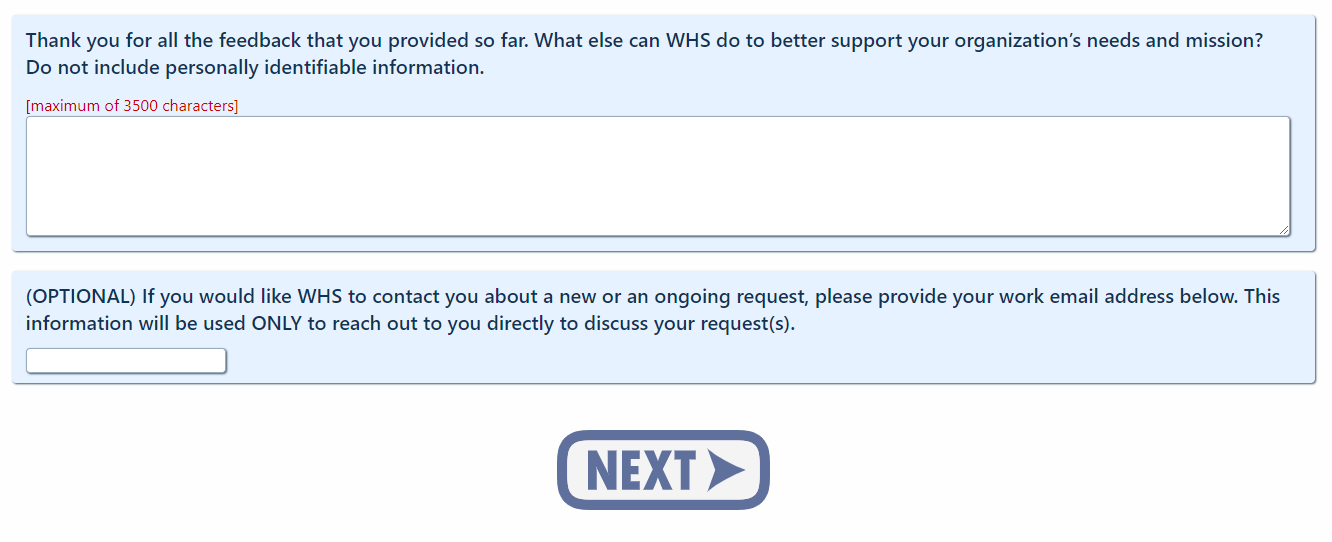 Thank you for all the feedback that you provided so far. What else can WHS do to better support your organization’s needs and mission?
Do not include personally identifiable information.
[maximum of 3500 characters]
(OPTIONAL) If you would like WHS to contact you about a new or an ongoing request, please provide your work email address below. This
information will be used ONLY to reach out to you directly to discuss your request(s).
NEXT